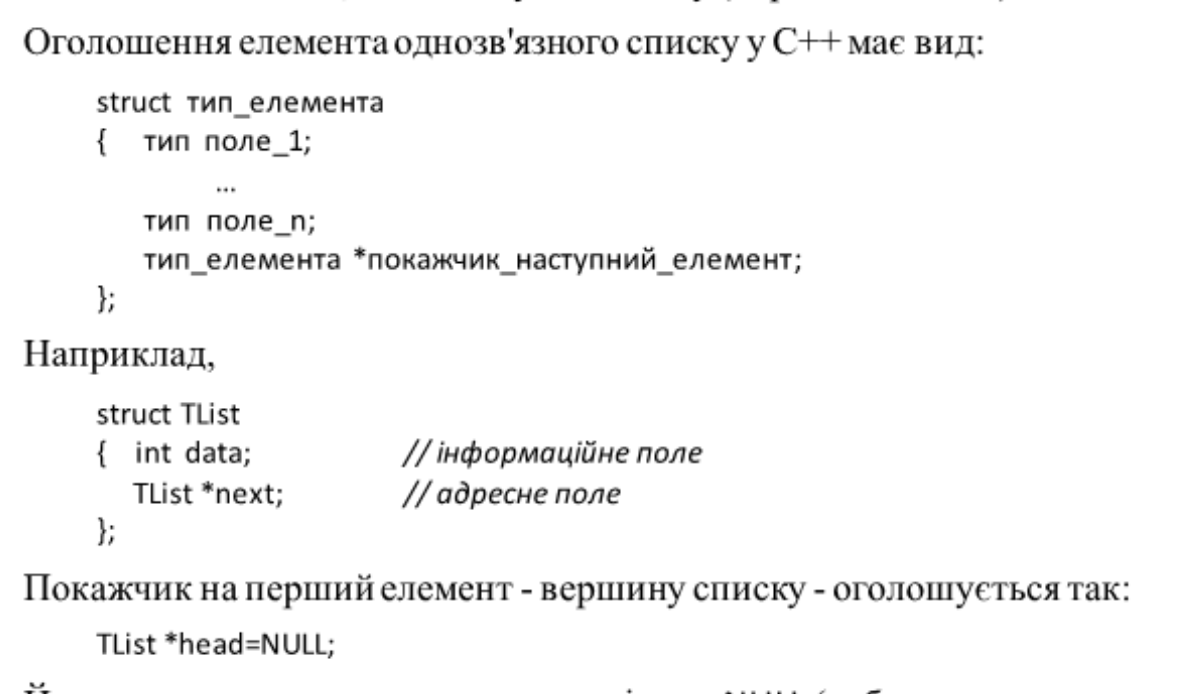 Оголошення елемента однозв'язного списку у C++ має вид:
struct тип_елемента
{ тип поле_1;
...
тип поле_n;
тип_елемента *покажчик_наступний_елемент;
};
Наприклад,
struct TList
{ int data; // інформаційне поле
TList *next; // адресне поле
};
Покажчик на перший елемент - вершину списку - оголошується так:
TList *head=NULL;